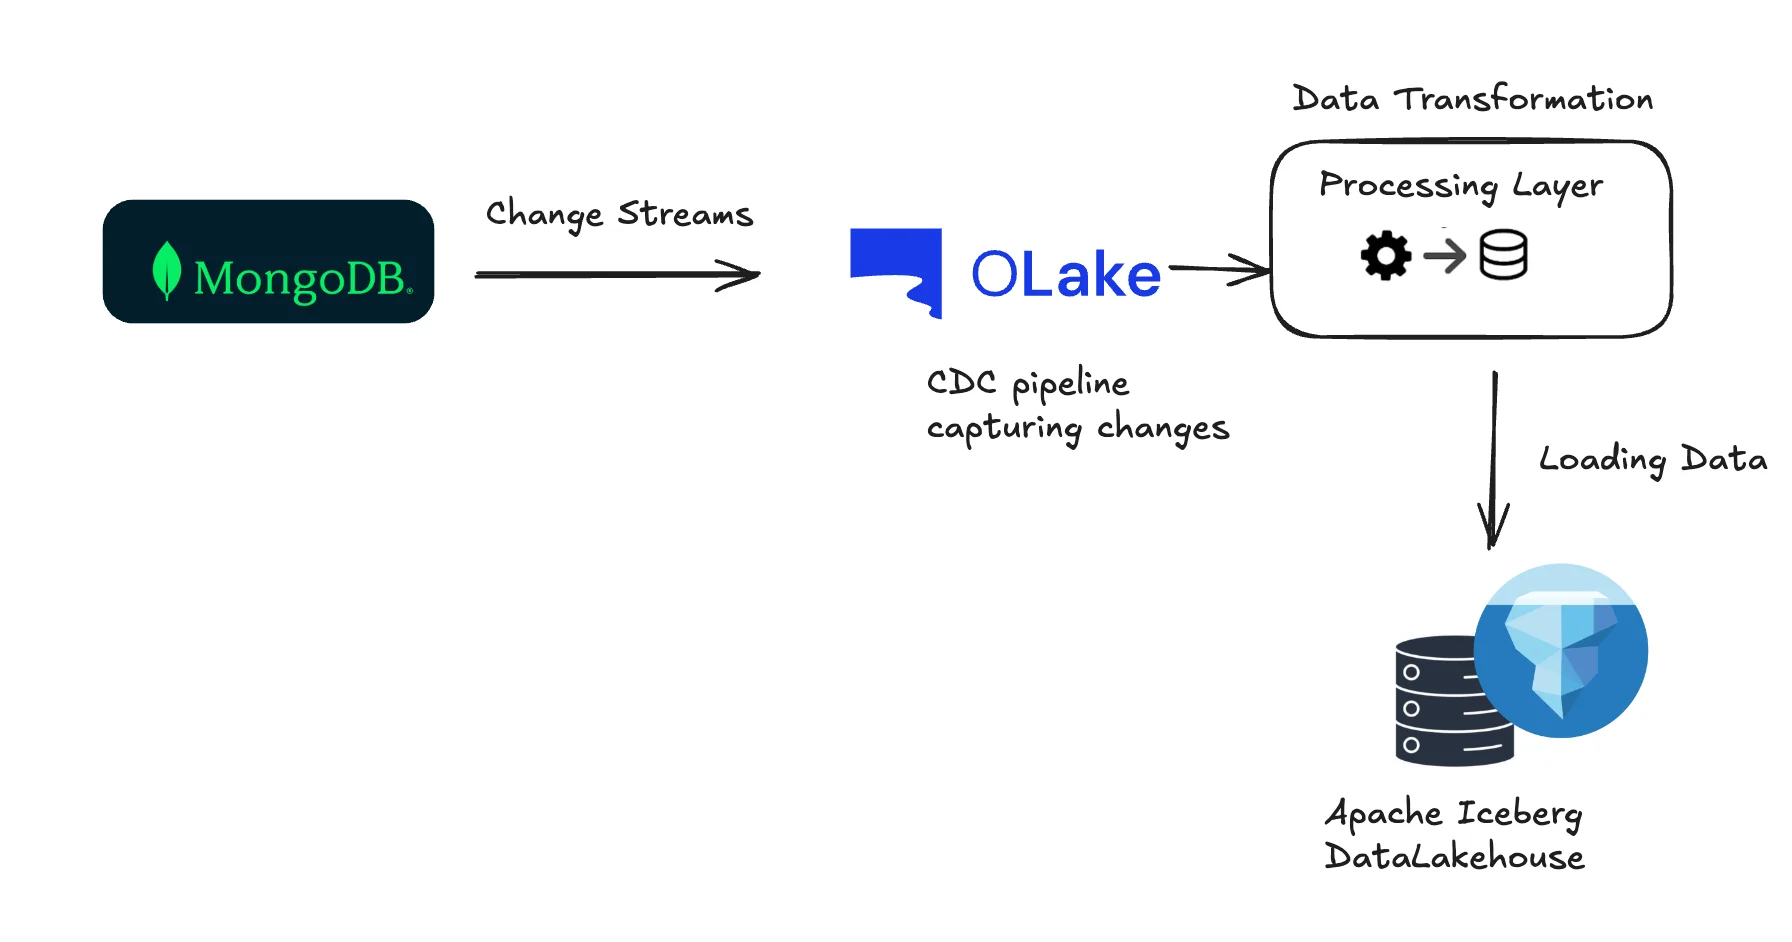 Data Transformation
Processing Layer
Change Streams
MongoDB®
OLake
CDC pipeline
capturing changes
Loading Data
Apache Iceberg
DataLakehouse